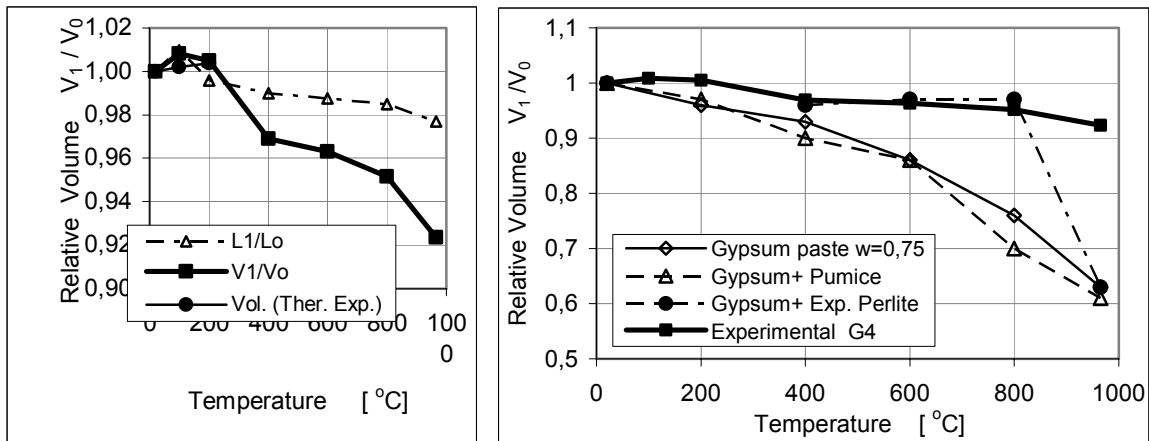 Relative Volume V₁ / V₀
1,02
1,00
0,98
0,96
0,94
0,92
0,90
L1/Lo
V1/Vo
Vol. (Ther. Exp.)
0 200 400 600 800 100
0
Temperature [ °C]
Relative Volume V₁ /V₀
1,1
1
0,9
0,8
0,7
0,6
0,5
Gypsum paste w=0,75
Gypsum+ Pumice
Gypsum+ Exp. Perlite
Experimental G4
0 200 400 600 800 1000
Temperature [ °C]